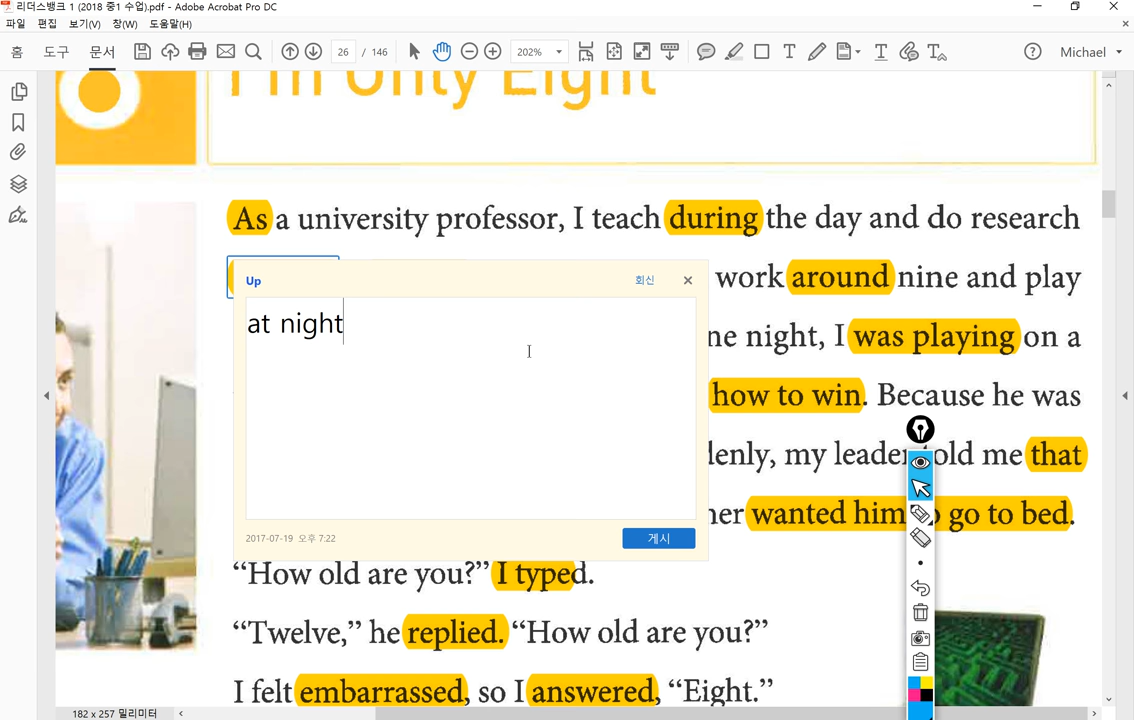 리더스뱅크 1 (2018 중1 수업).pdf - Adobe Acrobat Pro DC
파일 편집 보기(V) 창(W) 도움말(H)
홈 도구 문서 26 / 146 202% Michael
I'm Only Eight
As a university professor, I teach during the day and do research
work around nine and play
ne night, I was playing on a
how to win. Because he was
denly, my leader told me that
her wanted him to go to bed.
Up 회신
at night
2017-07-19 오후 7:22 게시
“How old are you?” I typed.
“Twelve,” he replied. “How old are you?”
I felt embarrassed, so I answered, “Eight.”
182 x 257 밀리미터